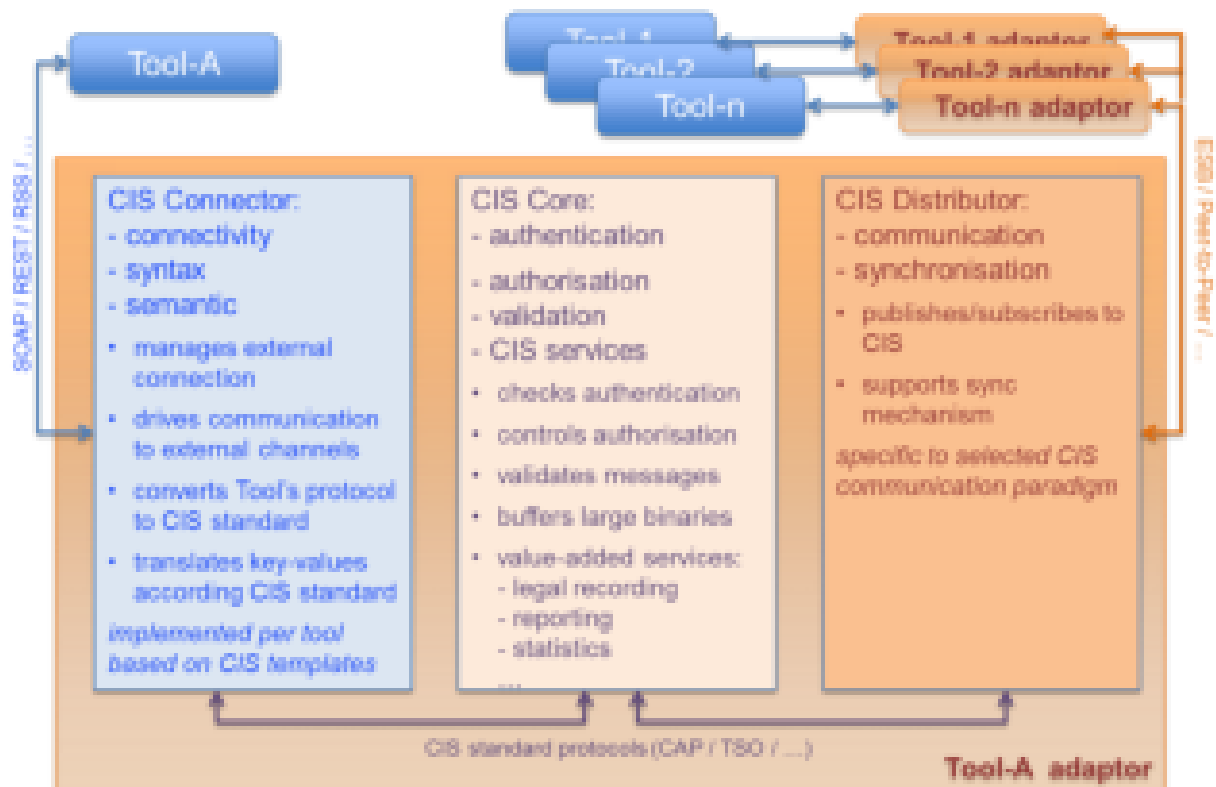 Tool-A
Tool-1
Tool-2
Tool-n
Tool-1 adaptor
Tool-2 adaptor
Tool-n adaptor
SOAP / REST / RSS / ...
ESB / Peer-to-Peer / ...
CIS Connector:
- connectivity
- syntax
- semantic
• manages external
connection
• drives communication
to external channels
• converts Tool's protocol
to CIS standard
• translates key-values
according CIS standard
implemented per tool
based on CIS templates
CIS Core:
- authentication
- authorisation
- validation
- CIS services
• checks authentication
• controls authorisation
• validates messages
• buffers large binaries
• value-added services:
- legal recording
- reporting
- statistics
...
CIS Distributor:
- communication
- synchronisation
• publishes/subscribes to
CIS
• supports sync
mechanism
specific to selected CIS
communication paradigm
CIS standard protocols (CAP / TSO / ...)
Tool-A adaptor